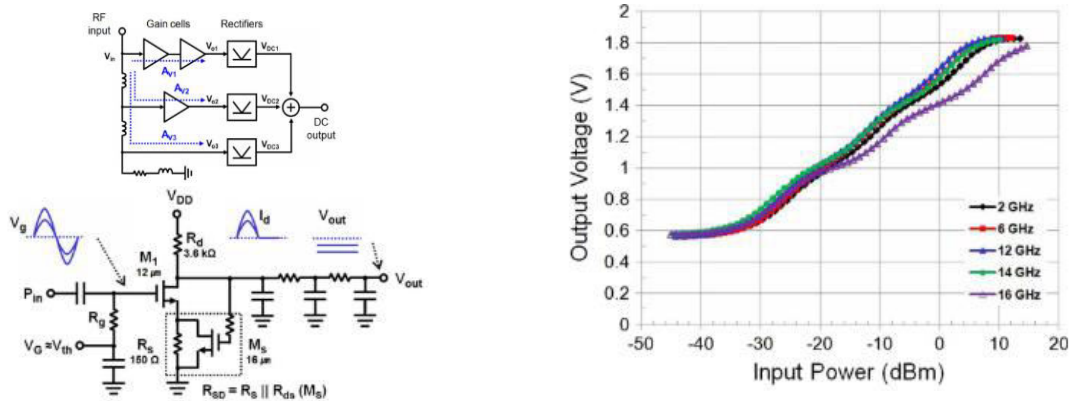 RF
input
Gain cells
Rectifiers
Vin
Vo1
VDC1
AV1
AV2
Vo2
VDC2
DC
output
AV3
Vo3
VDC3
VDD
Vg
Id
Vout
Rd
3.6 kΩ
M1
12 μm
Vout
Pin
Rg
VG ≈Vth
Rs
150 Ω
Ms
16 μm
RSD = Rs || Rds (Ms)
Output Voltage (V)
2
1.8
1.6
1.4
1.2
1
0.8
0.6
0.4
0.2
0
2 GHz
6 GHz
12 GHz
14 GHz
16 GHz
-50 -40 -30 -20 -10 0 10 20
Input Power (dBm)